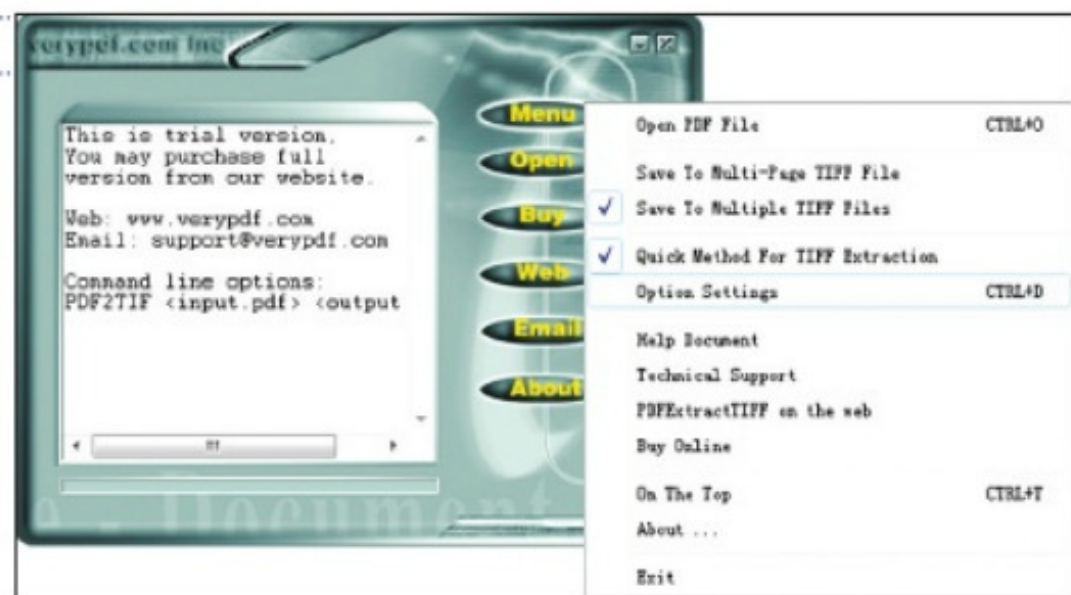 verypdf.com Inc
This is trial version,
You may purchase full
version from our website.
Web: www.verypdf.com
Email: support@verypdf.com
Command line options:
PDF2TIF <input.pdf> <output
Menu
Open
Buy
Web
Email
About
Open PDF File CTRL+O
Save To Multi-Page TIFF File
Save To Multiple TIFF Files
Quick Method For TIFF Extraction
Option Settings CTRL+D
Help Document
Technical Support
PDFExtractTIFF on the web
Buy Online
On The Top CTRL+T
About ...
Exit
e - Document